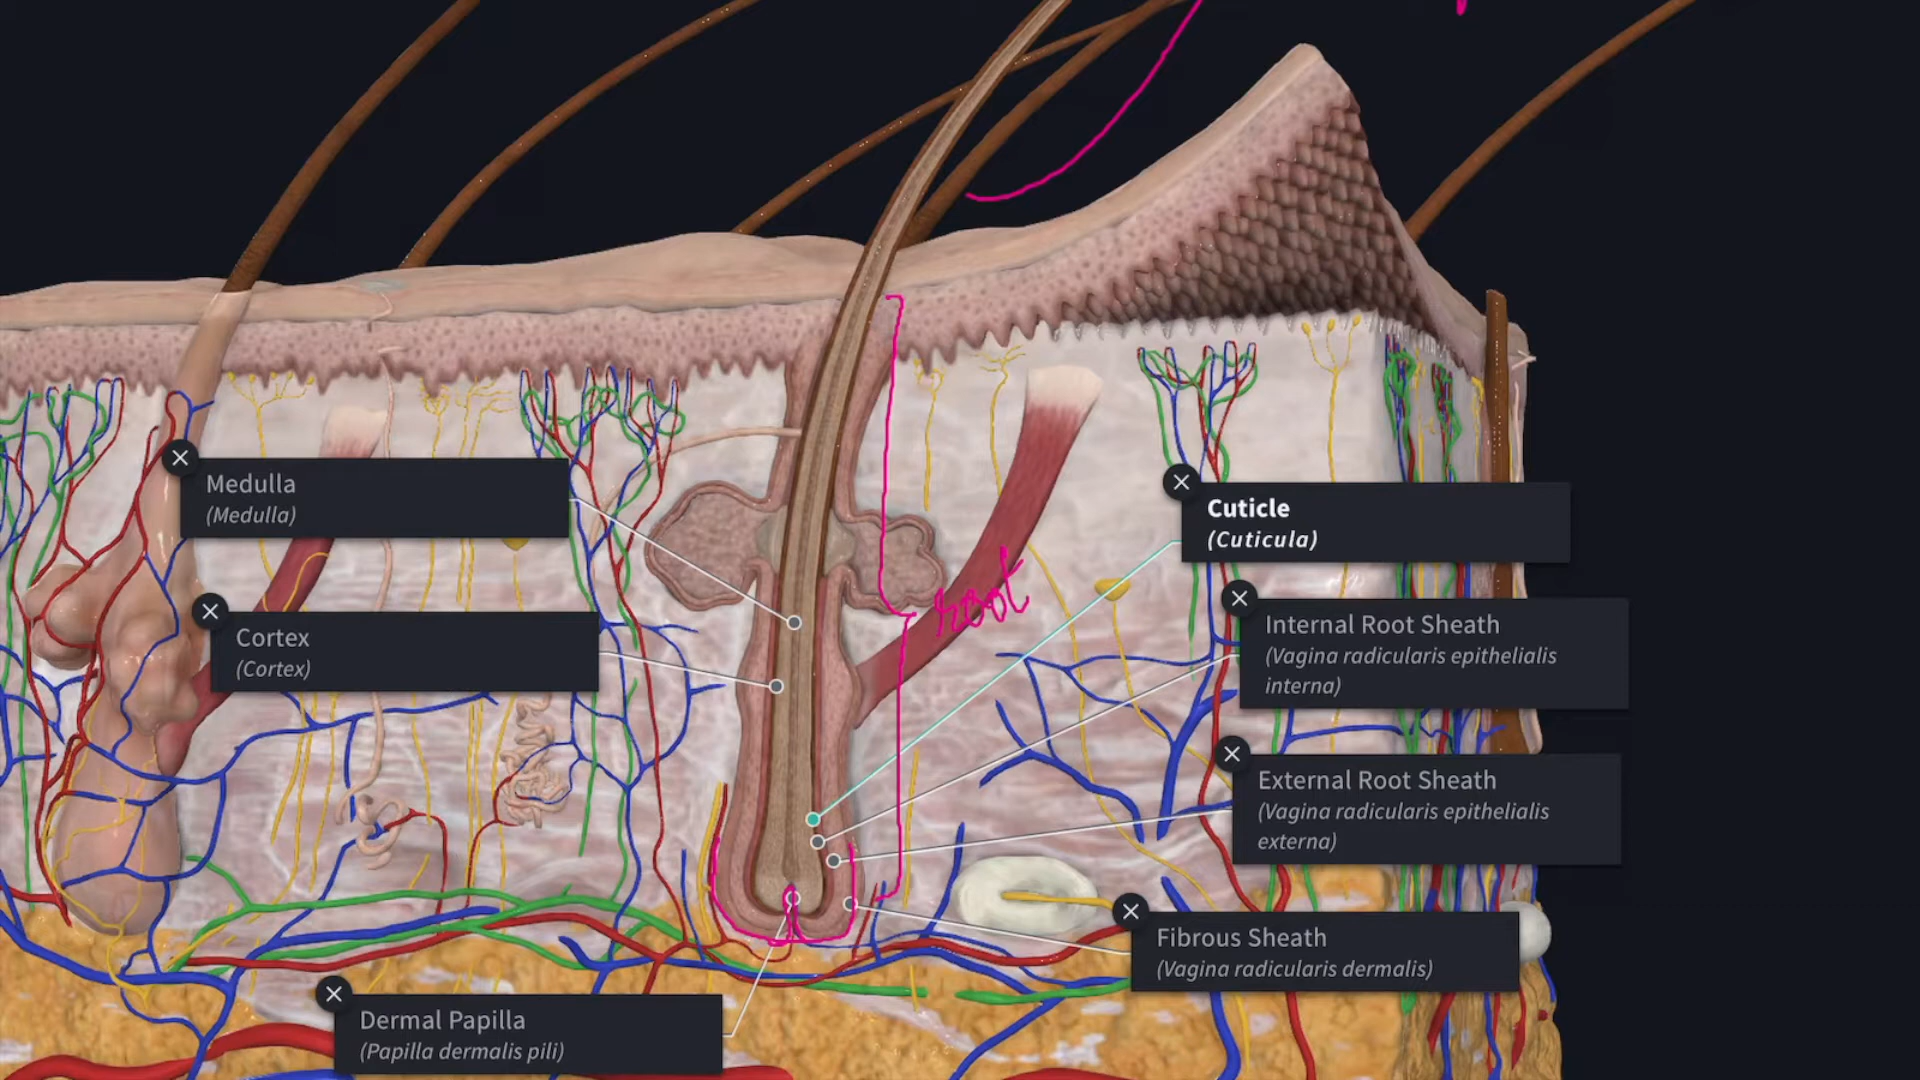 Medulla
(Medulla)
Cuticle
(Cuticula)
root
Cortex
(Cortex)
Internal Root Sheath
(Vagina radicularis epithelialis
interna)
External Root Sheath
(Vagina radicularis epithelialis
externa)
Fibrous Sheath
(Vagina radicularis dermalis)
Dermal Papilla
(Papilla dermalis pili)